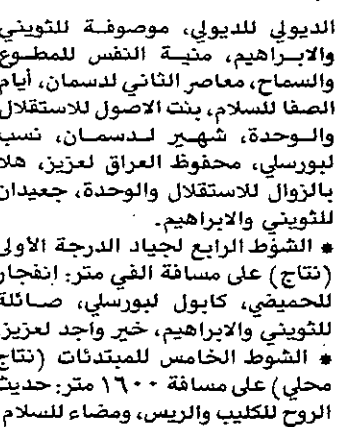 الديولي للديولي، موصوفة للثويني
والابراهيم، منية النفس للمطوع
والسماح، معاصر الثاني لدسمان، أيام
الصفا للسلام، بنت الاصول للاستقلال
والوحدة، شهير لدسمان، نسب
لبورسلي، محفوظ العراق لعزيز، هلا
بالزوال للاستقلال والوحدة، جعيدان
للثويني والابراهيم.
* الشوط الرابع لجياد الدرجة الأولى
(نتاج) على مسافة الفي متر: إنفجار
للحميضي، كابول لبورسلي، صائلة
للثويني والابراهيم، خير واجد لعزيز.
* الشوط الخامس للمبتدئات (نتاج
محلي) على مسافة ١٦٠٠ متر: حديث
الروح للكليب والريس، ومضاء للسلام